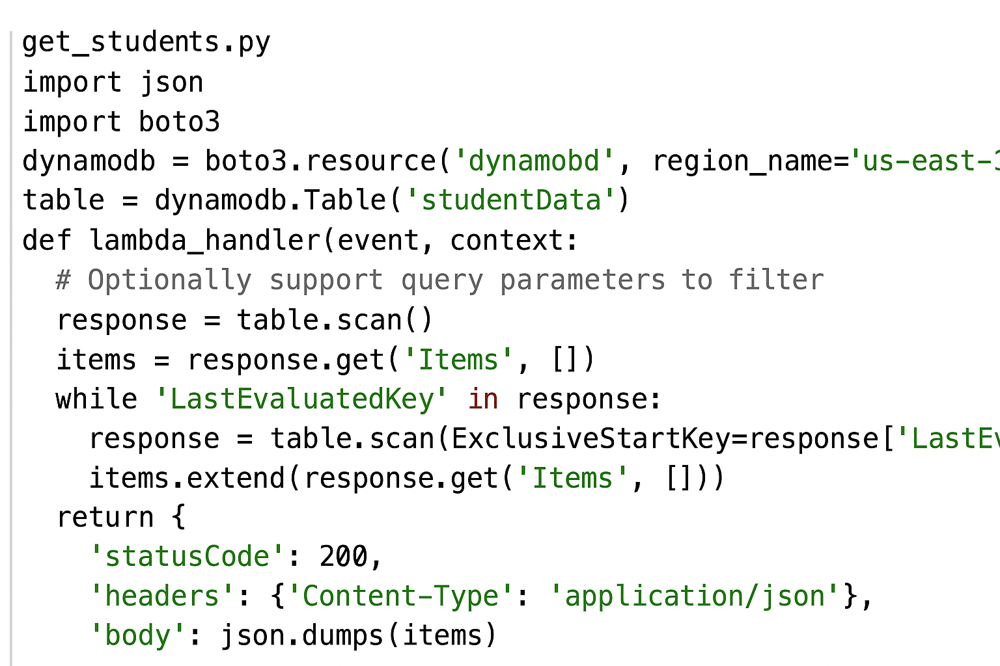 get_students.py
import json
import boto3
dynamodb = boto3.resource('dynamobd', region_name='us-east-3
table = dynamodb.Table('studentData')
def lambda_handler(event, context:
# Optionally support query parameters to filter
response = table.scan()
items = response.get('Items', [])
while 'LastEvaluatedKey' in response:
response = table.scan(ExclusiveStartKey=response['LastEv
items.extend(response.get('Items', []))
return {
'statusCode': 200,
'headers': {'Content-Type': 'application/json'},
'body': json.dumps(items)